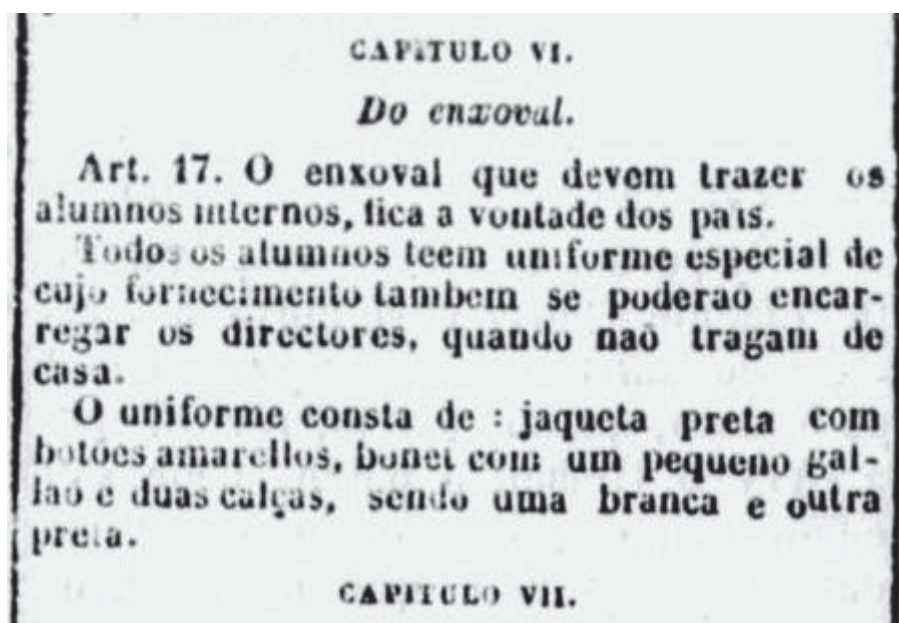 CAPITULO VI.
Do enxoval.
Art. 17. O enxoval que devem trazer os
alumnos internos, fica a vontade dos pais.
Todos os alumnos teem uniforme especial de
cujo fornecimento tambem se poderaõ encar-
regar os directores, quando naõ tragam de
casa.
O uniforme consta de : jaqueta preta com
botões amarellos, bonet com um pequeno gal-
lão e duas calças, sendo uma branca e outra
preta.
CAPITULO VII.